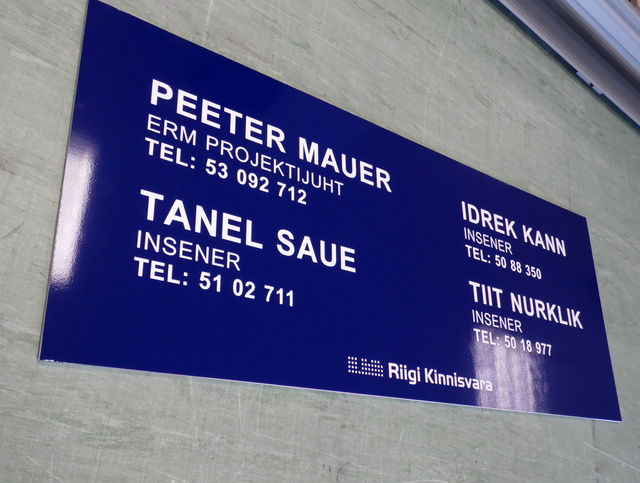 PEETER MAUER
ERM PROJEKTIJUHT
TEL: 53 092 712
TANEL SAUE
INSENER
TEL: 51 02 711
IDREK KANN
INSENER
TEL: 50 88 350
TIIT NURKLIK
INSENER
TEL: 50 18 977
Riigi Kinnisvara